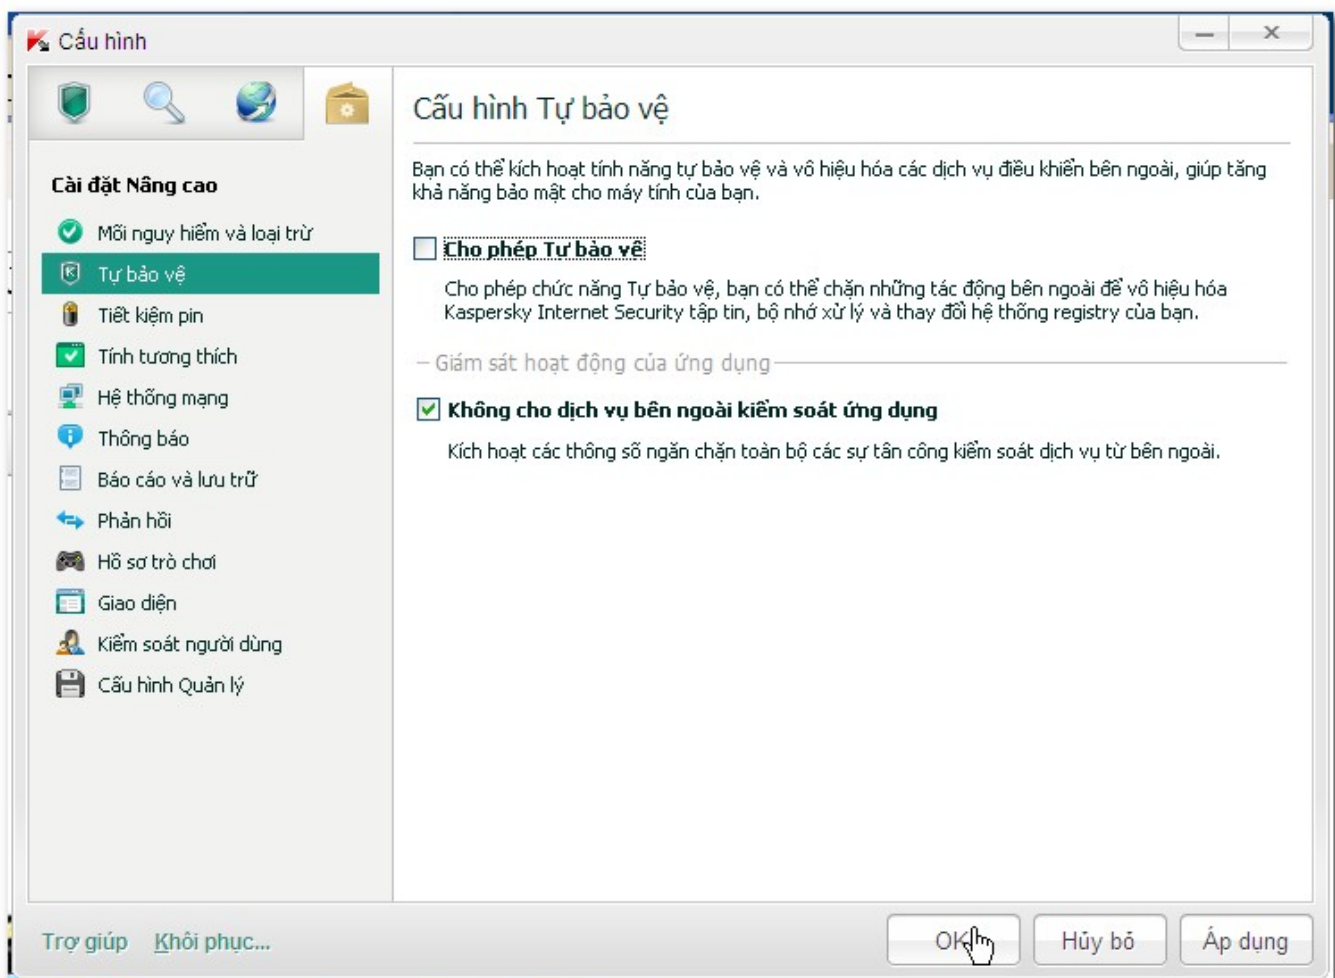 Cấu hình
Cấu hình Tự bảo vệ
Bạn có thể kích hoạt tính năng tự bảo vệ và vô hiệu hóa các dịch vụ điều khiển bên ngoài, giúp tăng
khả năng bảo mật cho máy tính của bạn.
Cài đặt Nâng cao
Mối nguy hiểm và loại trừ
Tự bảo vệ
Tiết kiệm pin
Tính tương thích
Hệ thống mạng
Thông báo
Báo cáo và lưu trữ
Phản hồi
Hồ sơ trò chơi
Giao diện
Kiểm soát người dùng
Cấu hình Quản lý
Cho phép Tự bảo vệ
Cho phép chức năng Tự bảo vệ, bạn có thể chặn những tác động bên ngoài để vô hiệu hóa
Kaspersky Internet Security tập tin, bộ nhớ xử lý và thay đổi hệ thống registry của bạn.
Giám sát hoạt động của ứng dụng
Không cho dịch vụ bên ngoài kiểm soát ứng dụng
Kích hoạt các thông số ngăn chặn toàn bộ các sự tấn công kiểm soát dịch vụ từ bên ngoài.
Trợ giúp Khôi phục...
OK Hủy bỏ Áp dụng